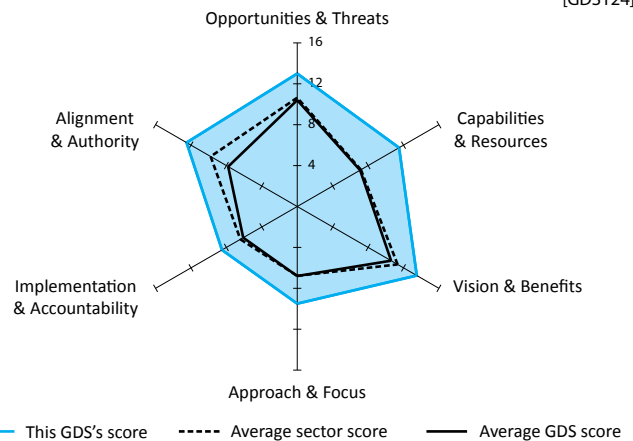 [GDS124]
Opportunities & Threats
16
12
8
4
Alignment
& Authority
Capabilities
& Resources
Implementation
& Accountability
Vision & Benefits
Approach & Focus
This GDS's score
Average sector score
Average GDS score